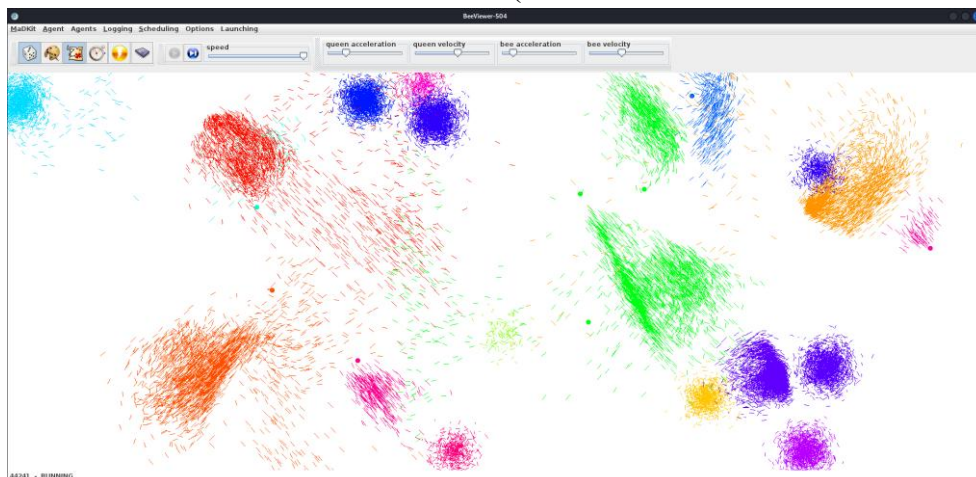 BeeViewer-504
MaDKit Agent Agents Logging Scheduling Options Launching
speed
queen acceleration queen velocity bee acceleration bee velocity
44241 - RUNNING